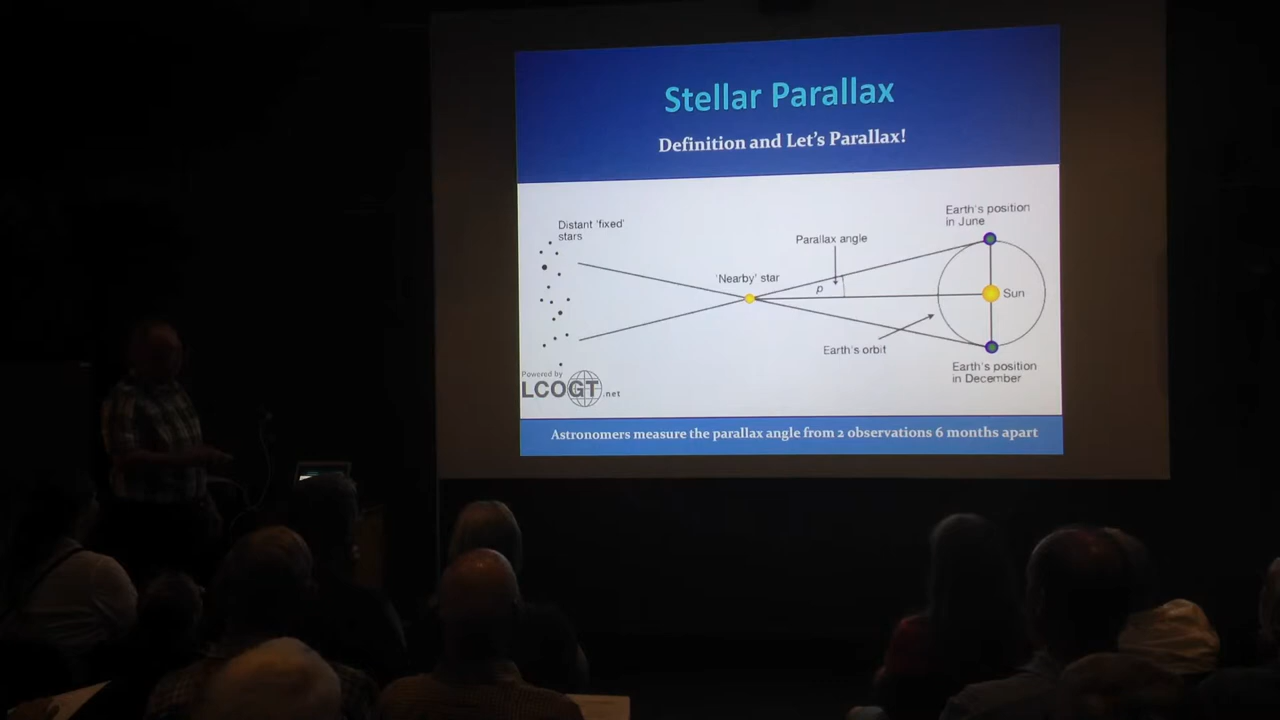 Stellar Parallax
Definition and Let's Parallax!
Distant 'fixed'
stars
Parallax angle
Earth's position
in June
'Nearby' star
p
Sun
Earth's orbit
Earth's position
in December
Powered by
LCOGT.net
Astronomers measure the parallax angle from 2 observations 6 months apart